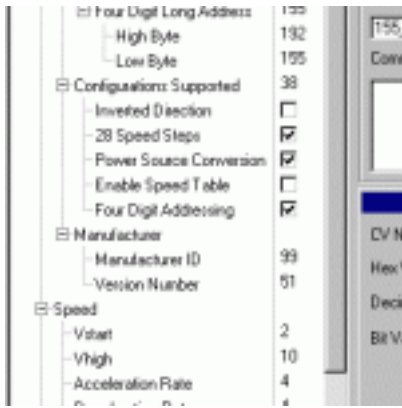 Four Digit Long Address 155
High Byte 192
Low Byte 155
Configurations Supported 38
Inverted Direction
28 Speed Steps
Power Source Conversion
Enable Speed Table
Four Digit Addressing
Manufacturer
Manufacturer ID 99
Version Number 51
Speed
Vstart 2
Vhigh 10
Acceleration Rate 4
155
Com
CV N
Hex
Deci
Bit V